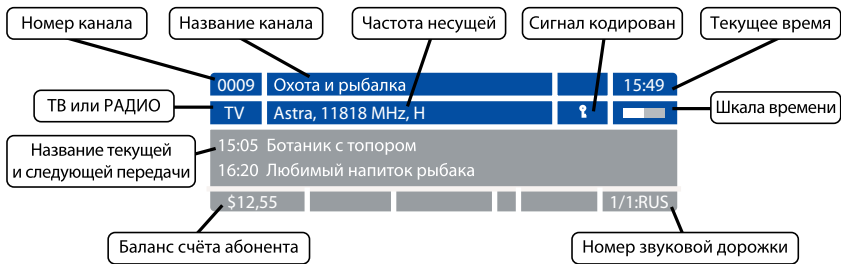 Номер канала
Название канала
Частота несущей
Сигнал кодирован
Текущее время
0009 Охота и рыбалка 15:49
ТВ или РАДИО
TV Astra, 11818 MHz, H
Шкала времени
Название текущей
и следующей передачи
15:05 Ботаник с топором
16:20 Любимый напиток рыбака
$12,55 1/1:RUS
Баланс счёта абонента
Номер звуковой дорожки